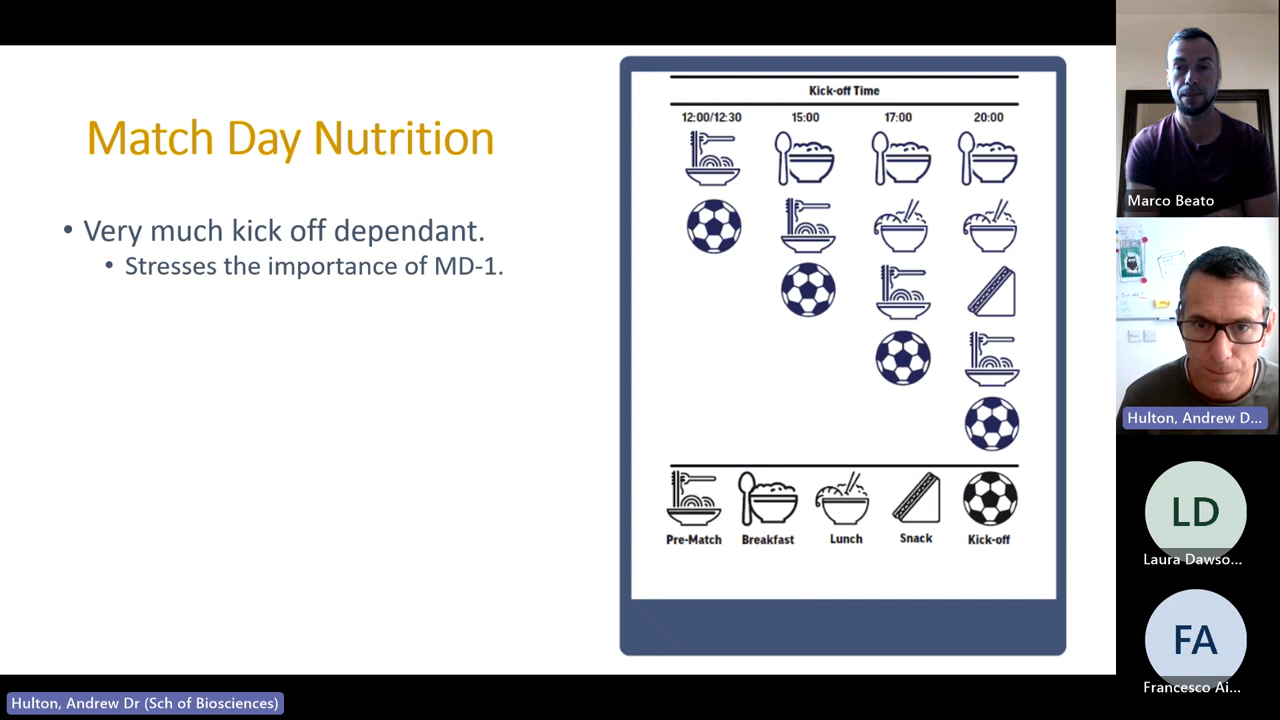 Match Day Nutrition
• Very much kick off dependant.
• Stresses the importance of MD-1.
Kick-off Time
12:00/12:30 15:00 17:00 20:00
Pre-Match Breakfast Lunch Snack Kick-off
Marco Beato
Hulton, Andrew D...
LD
Laura Dawso...
FA
Francesco Ai...
Hulton, Andrew Dr (Sch of Biosciences)